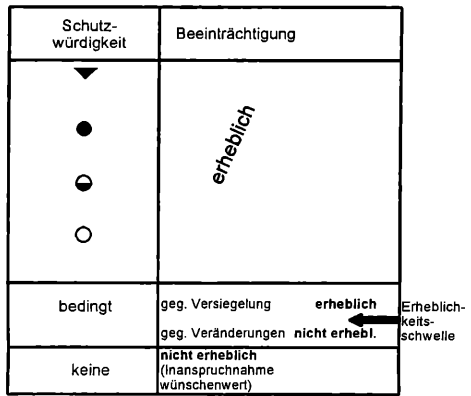 Schutz-
würdigkeit
Beeinträchtigung
erheblich
bedingt
geg. Versiegelung erheblich
geg. Veränderungen nicht erhebl.
Erheblich-
keits-
schwelle
keine
nicht erheblich
(Inanspruchnahme
wünschenwert)